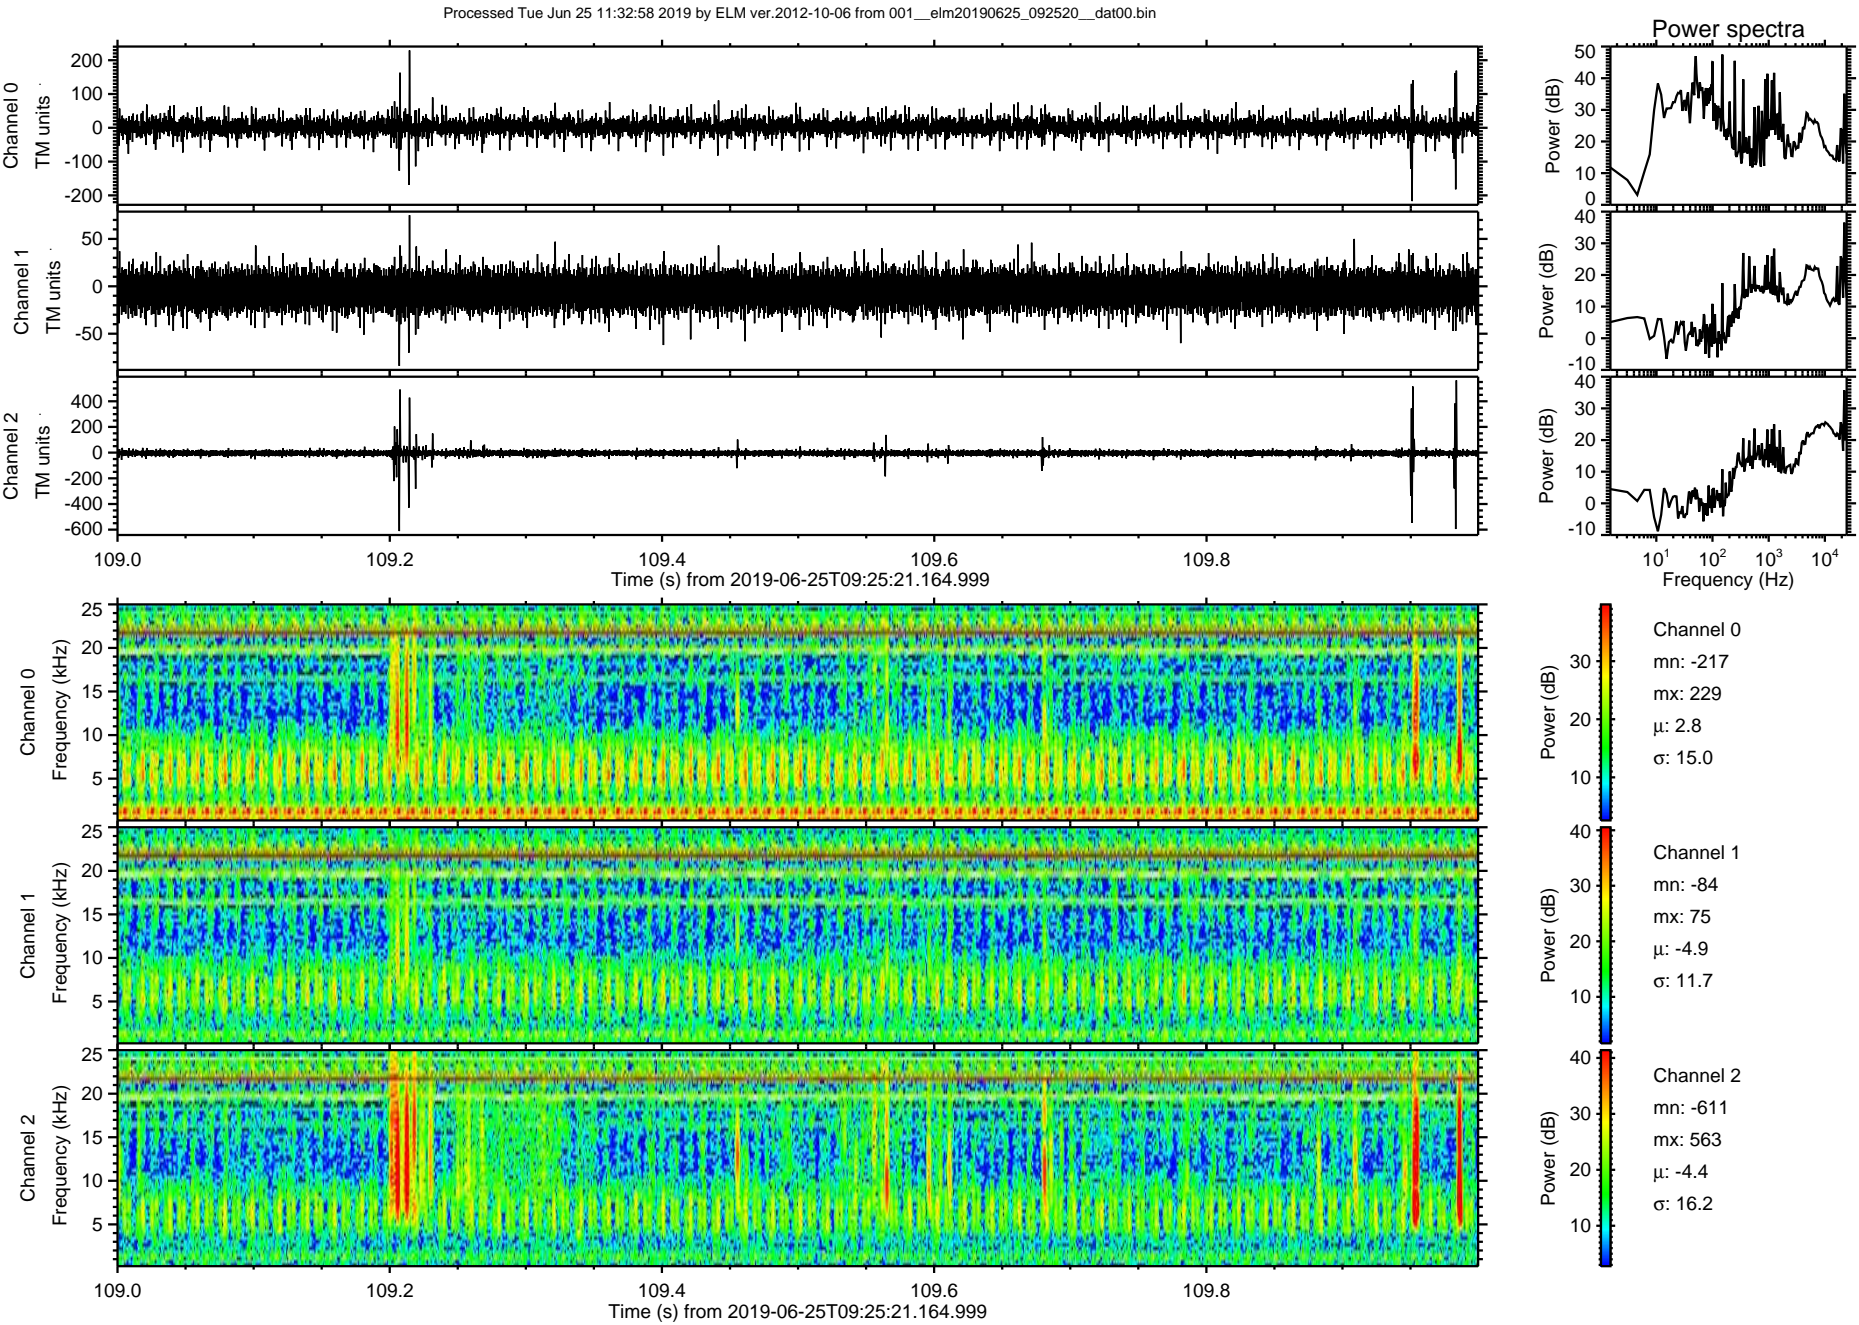 Processed Tue Jun 25 11:32:58 2019 by ELM ver.2012-10-06 from 001__elm20190625_092520__dat00.bin
Power spectra
Channel 0
TM units
200
100
0
-100
-200
Power (dB)
50
40
30
20
10
0
Channel 1
TM units
50
0
-50
Power (dB)
40
30
20
10
0
-10
Channel 2
TM units
400
200
0
-200
-400
-600
Power (dB)
40
30
20
10
0
-10
109.0 109.2 109.4 109.6 109.8
Time (s) from 2019-06-25T09:25:21.164.999
10¹ 10² 10³ 10⁴
Frequency (Hz)
Channel 0
Frequency (kHz)
25
20
15
10
5
Power (dB)
30
20
10
Channel 0
mn: -217
mx: 229
μ: 2.8
σ: 15.0
Channel 1
Frequency (kHz)
25
20
15
10
5
Power (dB)
40
30
20
10
Channel 1
mn: -84
mx: 75
μ: -4.9
σ: 11.7
Channel 2
Frequency (kHz)
25
20
15
10
5
Power (dB)
40
30
20
10
Channel 2
mn: -611
mx: 563
μ: -4.4
σ: 16.2
109.0 109.2 109.4 109.6 109.8
Time (s) from 2019-06-25T09:25:21.164.999